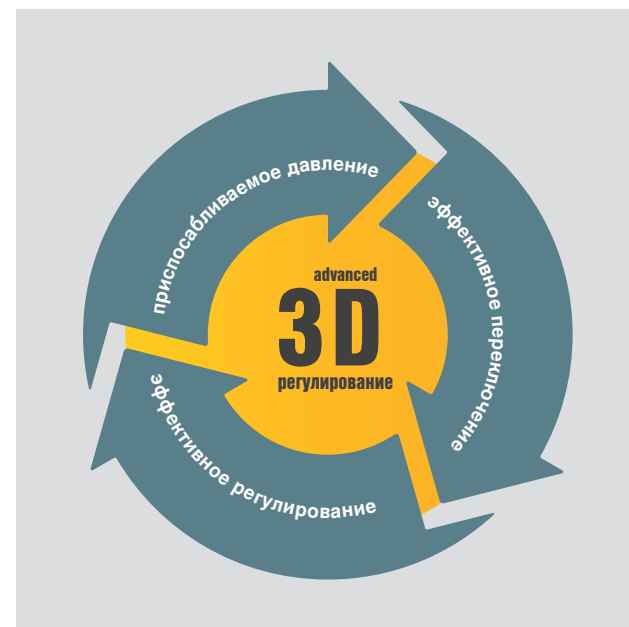 приспосабливаемое давление
эффективное переключение
эффективное регулирование
advanced
3D
регулирование